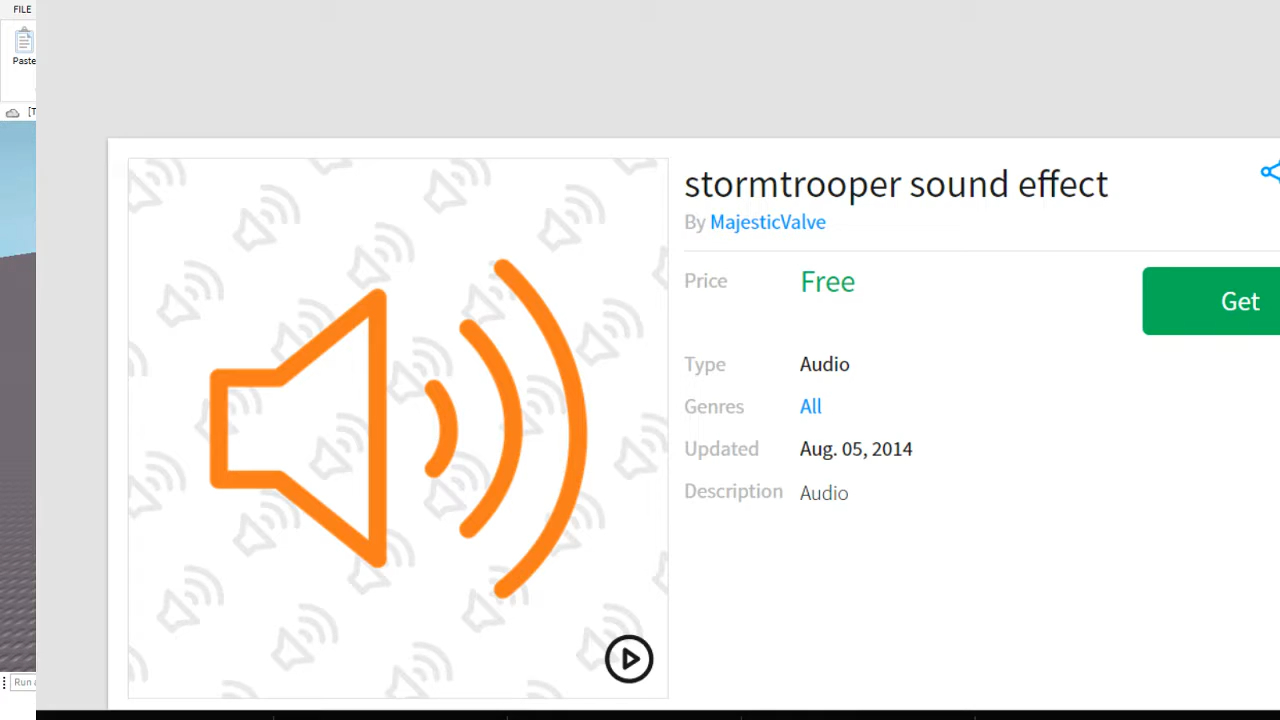 FILE
Paste
[T
stormtrooper sound effect
By MajesticValve
Price Free
Get
Type Audio
Genres All
Updated Aug. 05, 2014
Description Audio
Run a